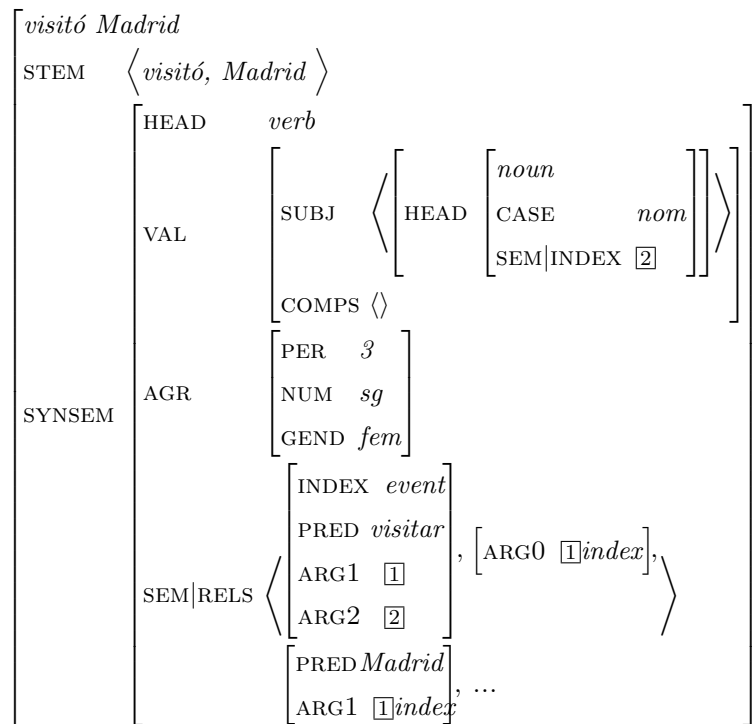 visitó Madrid
STEM ⟨ visitó, Madrid ⟩
HEAD verb
noun
VAL SUBJ ⟨ HEAD CASE nom ⟩
SEM|INDEX 2
COMPS ⟨⟩
PER 3
SYNSEM AGR NUM sg
GEND fem
INDEX event
PRED visitar
SEM|RELS ⟨ ARG1 1 , ARG0 1 index , ⟩
ARG2 2
PRED Madrid
ARG1 1 index , ...